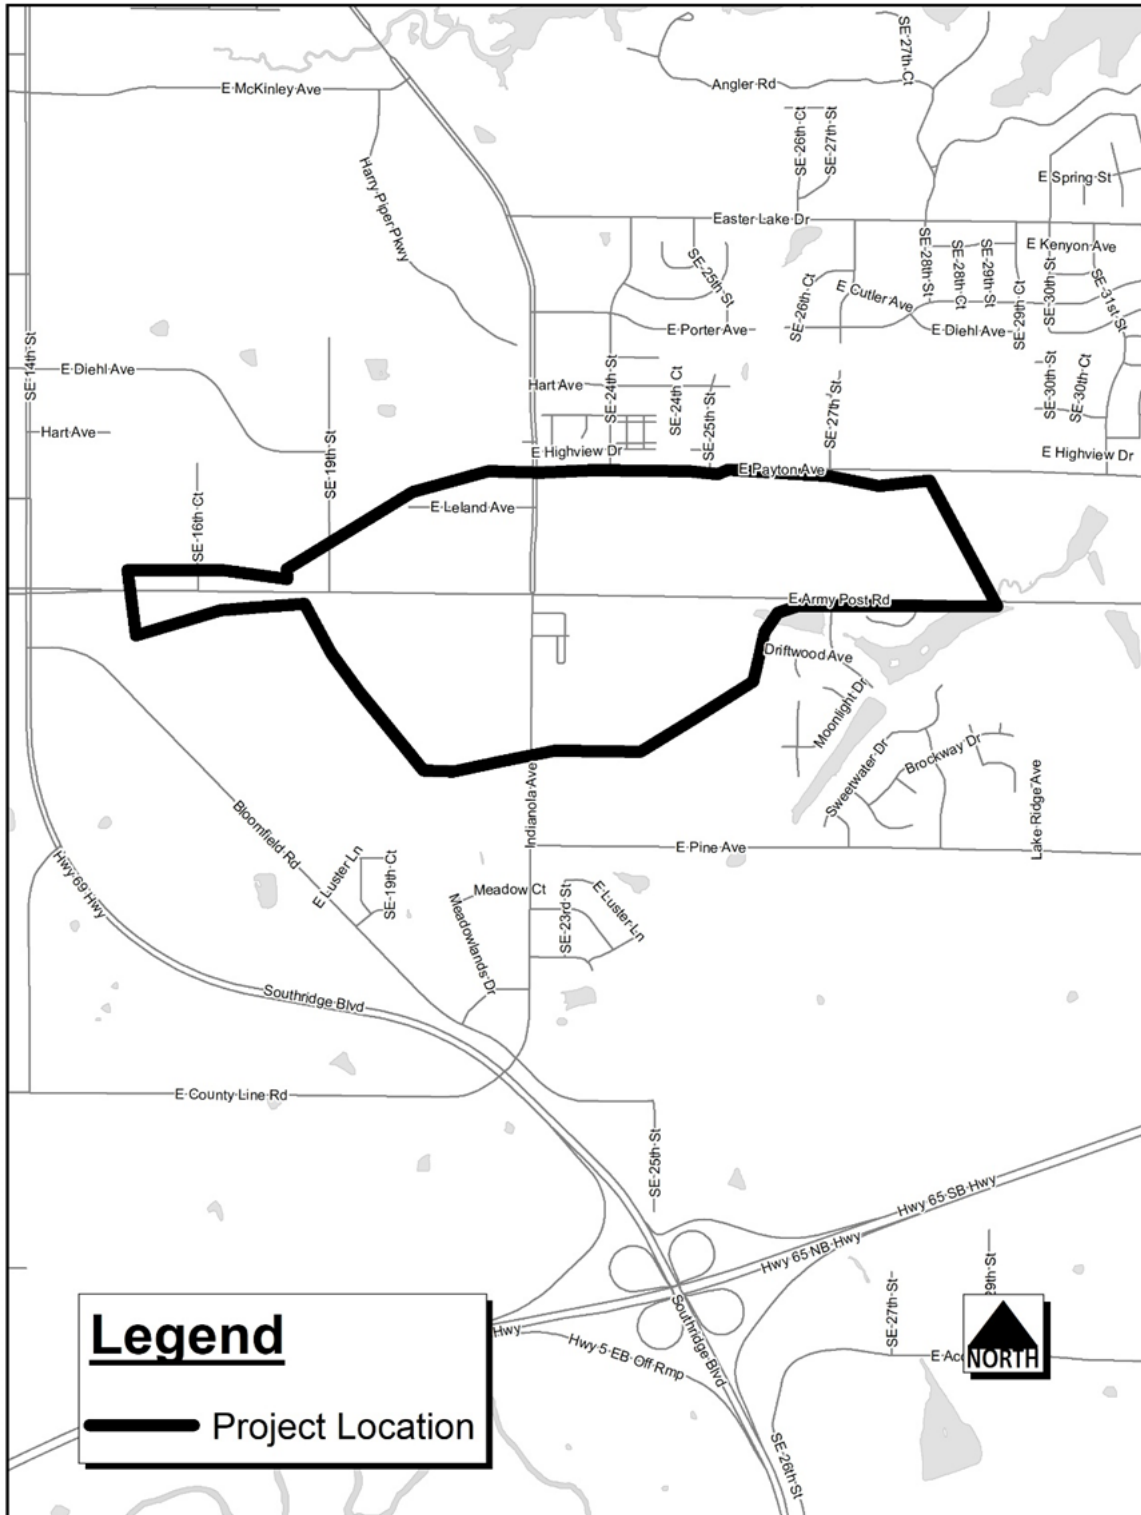 SE 27th Ct
E McKinley Ave
Angler Rd
SE 26th Ct
SE 27th St
Harry Piper Pkwy
E Spring St
Easter Lake Dr
SE 25th St
SE 28th St
SE 28th Ct
SE 29th St
E Kenyon Ave
SE 26th Ct
E Cutler Ave
SE 29th Ct
SE 30th St
SE 31st St
E Porter Ave
E Diehl Ave
SE 14th St
E Diehl Ave
Hart Ave
SE 24th St
SE 24th Ct
SE 25th St
SE 27th St
SE 30th St
SE 30th Ct
Hart Ave
SE 19th St
E Highview Dr
E Highview Dr
E Payton Ave
SE 16th Ct
E Leland Ave
E Army Post Rd
Driftwood Ave
Moonlight Dr
Sweetwater Dr
Brockway Dr
Lake Ridge Ave
Indianola Ave
Bloomfield Rd
E Pine Ave
Hwy 69 Hwy
E Luster Ln
SE 19th Ct
Meadow Ct
Meadowlands Dr
SE 23rd St
E Luster Ln
Southridge Blvd
E County Line Rd
SE 25th St
Hwy 65 SB Hwy
Hwy 65 NB Hwy
29th St
SE 27th St
Southridge Blvd
Hwy
Hwy 5 EB Off Rmp
E Acc
NORTH
SE 26th St
Legend
Project Location